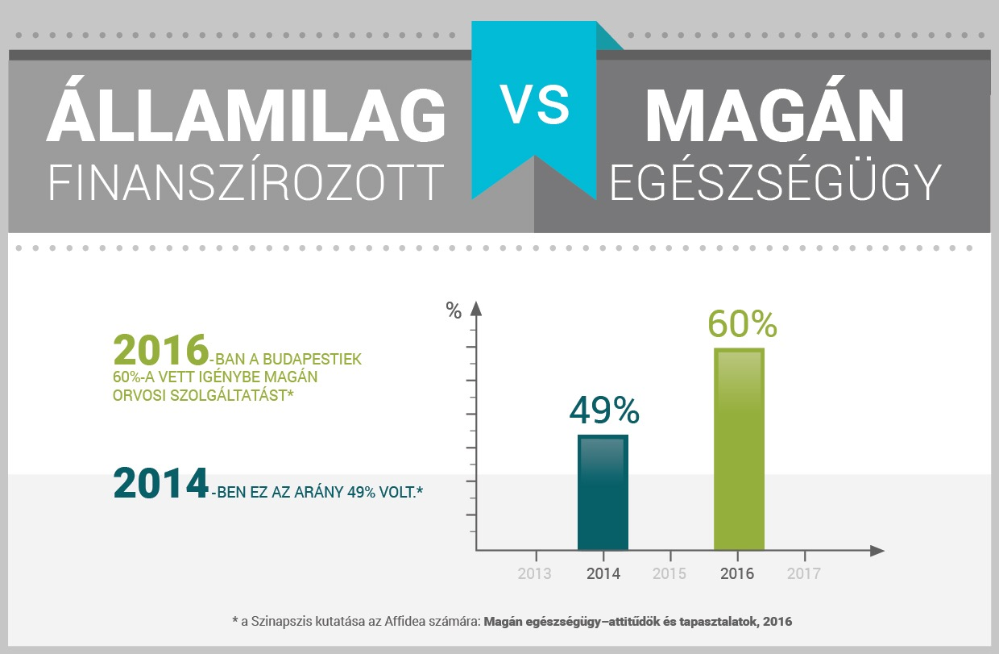 ÁLLAMILAG
FINANSZÍROZOTT
VS
MAGÁN
EGÉSZSÉGÜGY
2016-BAN A BUDAPESTIEK
60%-A VETT IGÉNYBE MAGÁN
ORVOSI SZOLGÁLTATÁST*
2014-BEN EZ AZ ARÁNY 49% VOLT.*
%
49%
60%
2013 2014 2015 2016 2017
* a Szinapszis kutatása az Affidea számára: Magán egészségügy–attitűdök és tapasztalatok, 2016